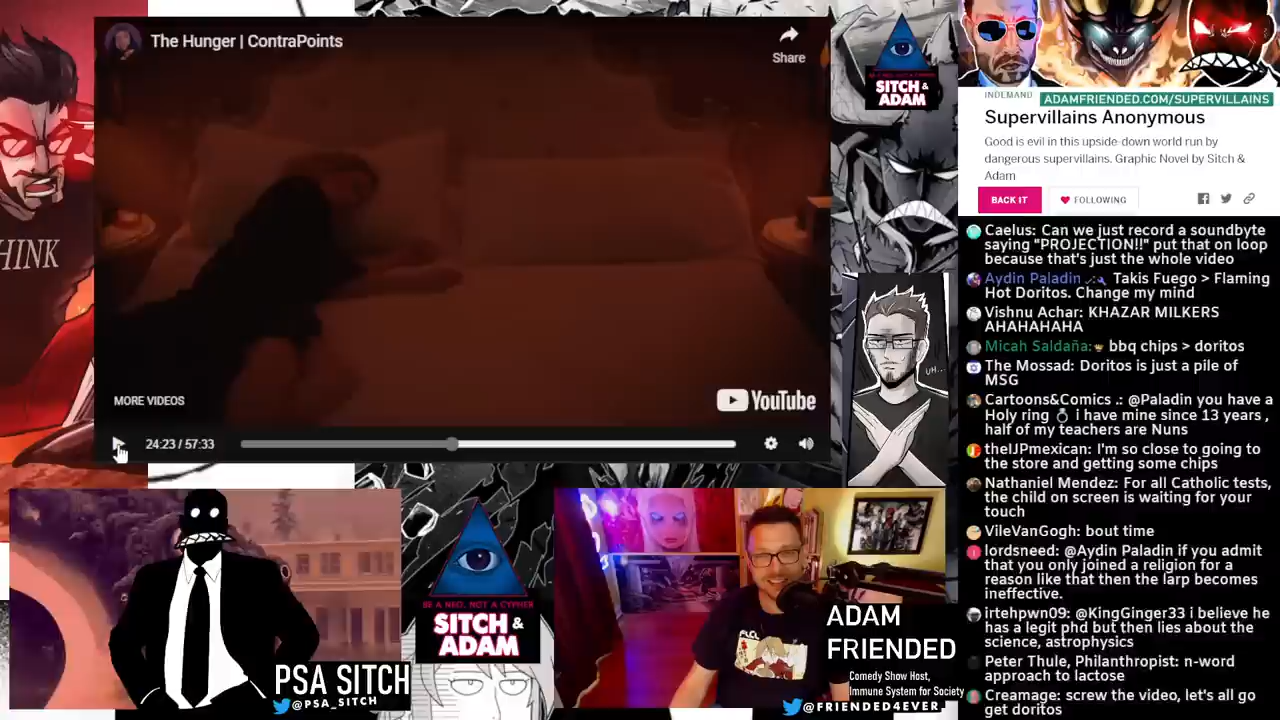 The Hunger | ContraPoints
Share
MORE VIDEOS
YouTube
24:23 / 57:33
HINK
BE A NEO, NOT A CYPHER
SITCH &
ADAM
UH...
INDEMAND
ADAMFRIENDED.COM/SUPERVILLAINS
Supervillains Anonymous
Good is evil in this upside-down world run by
dangerous supervillains. Graphic Novel by Sitch &
Adam
BACK IT
FOLLOWING
Caelus: Can we just record a soundbyte
saying "PROJECTION!!" put that on loop
because that's just the whole video
Aydin Paladin Takis Fuego > Flaming
Hot Doritos. Change my mind
Vishnu Achar: KHAZAR MILKERS
AHAHAHAHA
Micah Saldaña: bbq chips > doritos
The Mossad: Doritos is just a pile of
MSG
Cartoons&Comics .: @Paladin you have a
Holy ring 💍 i have mine since 13 years ,
half of my teachers are Nuns
theIJPmexican: I'm so close to going to
the store and getting some chips
Nathaniel Mendez: For all Catholic tests,
the child on screen is waiting for your
touch
VileVanGogh: bout time
lordsneed: @Aydin Paladin if you admit
that you only joined a religion for a
reason like that then the larp becomes
ineffective.
irtehpwn09: @KingGinger33 i believe he
has a legit phd but then lies about the
science, astrophysics
Peter Thule, Philanthropist: n-word
approach to lactose
Creamage: screw the video, let's all go
get doritos
PSA SITCH
@PSA_SITCH
BE A NEO, NOT A CYPHER
SITCH &
ADAM
ADAM
FRIENDED
Comedy Show Host,
Immune System for Society
@FRIENDED4EVER